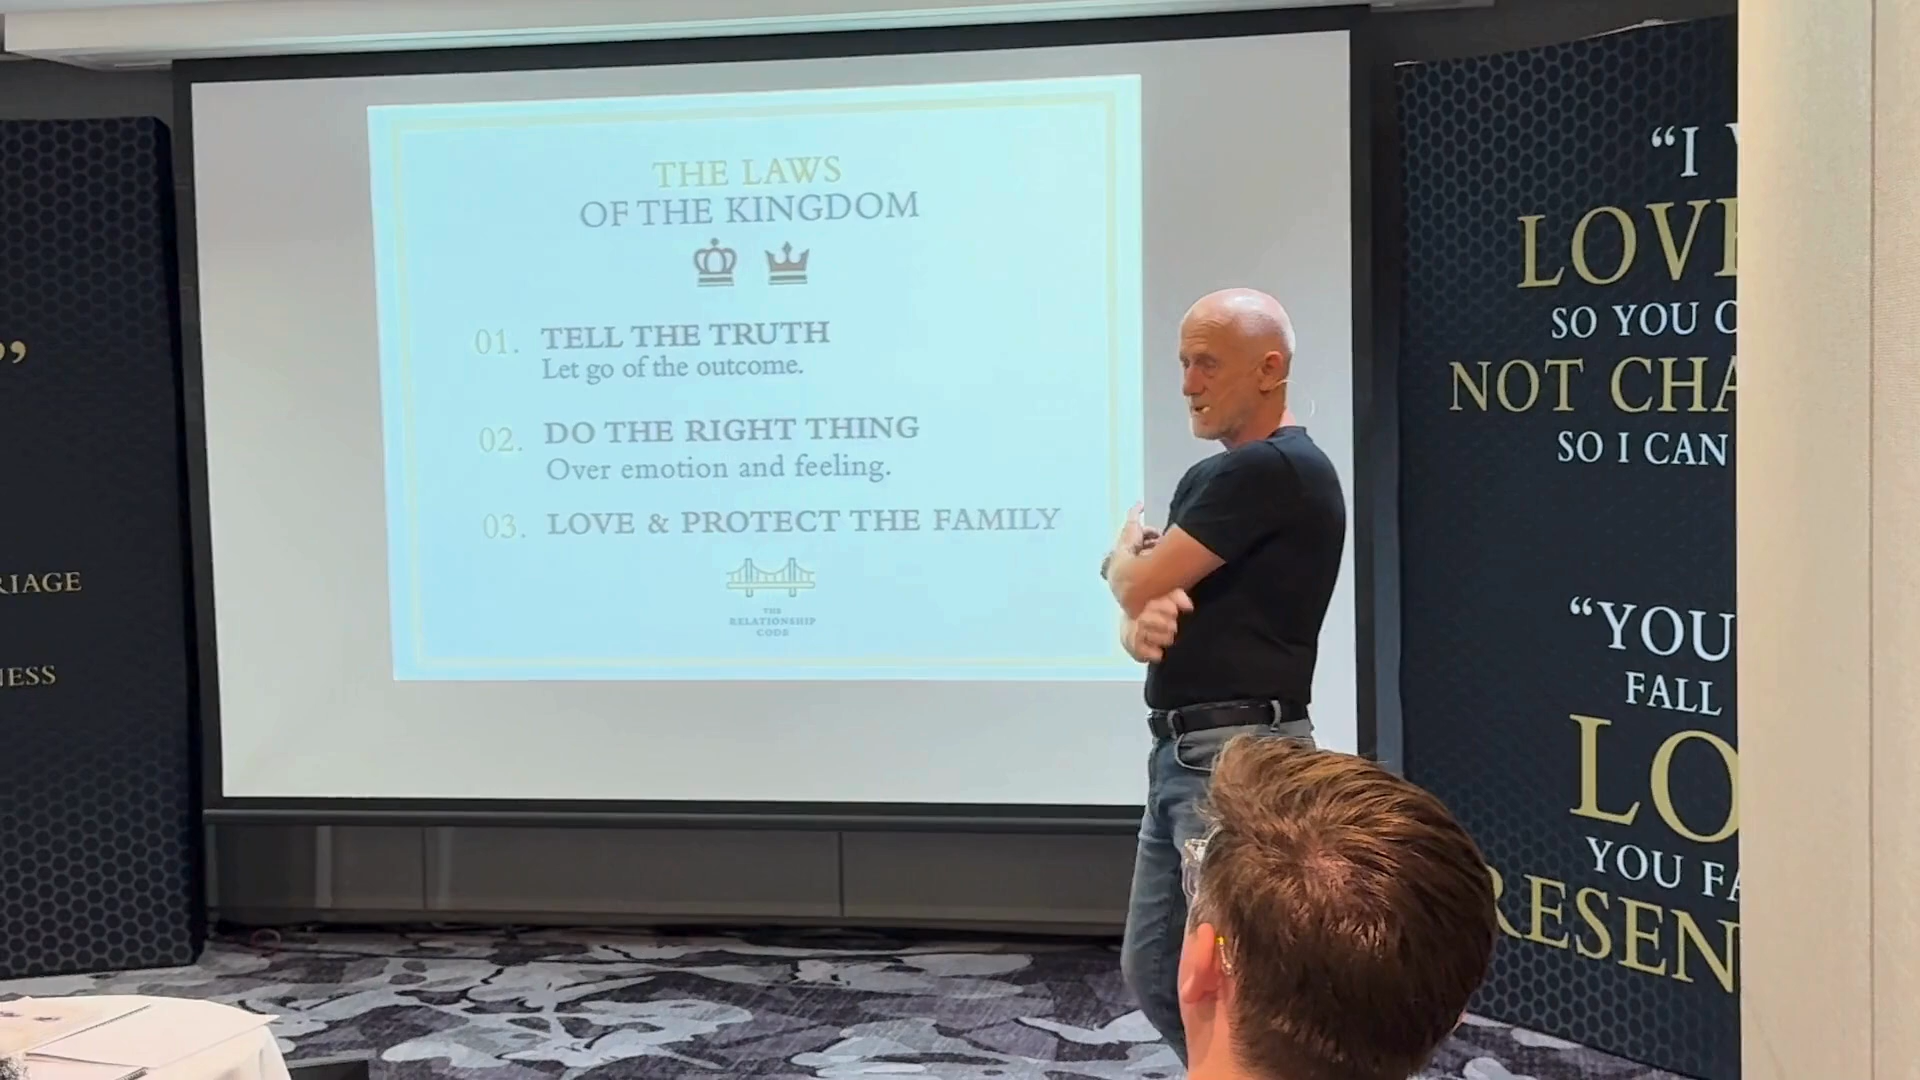 THE LAWS
OF THE KINGDOM
01. TELL THE TRUTH
Let go of the outcome.
02. DO THE RIGHT THING
Over emotion and feeling.
03. LOVE & PROTECT THE FAMILY
THE
RELATIONSHIP
CODE
”
RIAGE
NESS
“I
LOVE
SO YOU C
NOT CHA
SO I CAN
“YOU
FALL
LO
YOU FA
RESEN